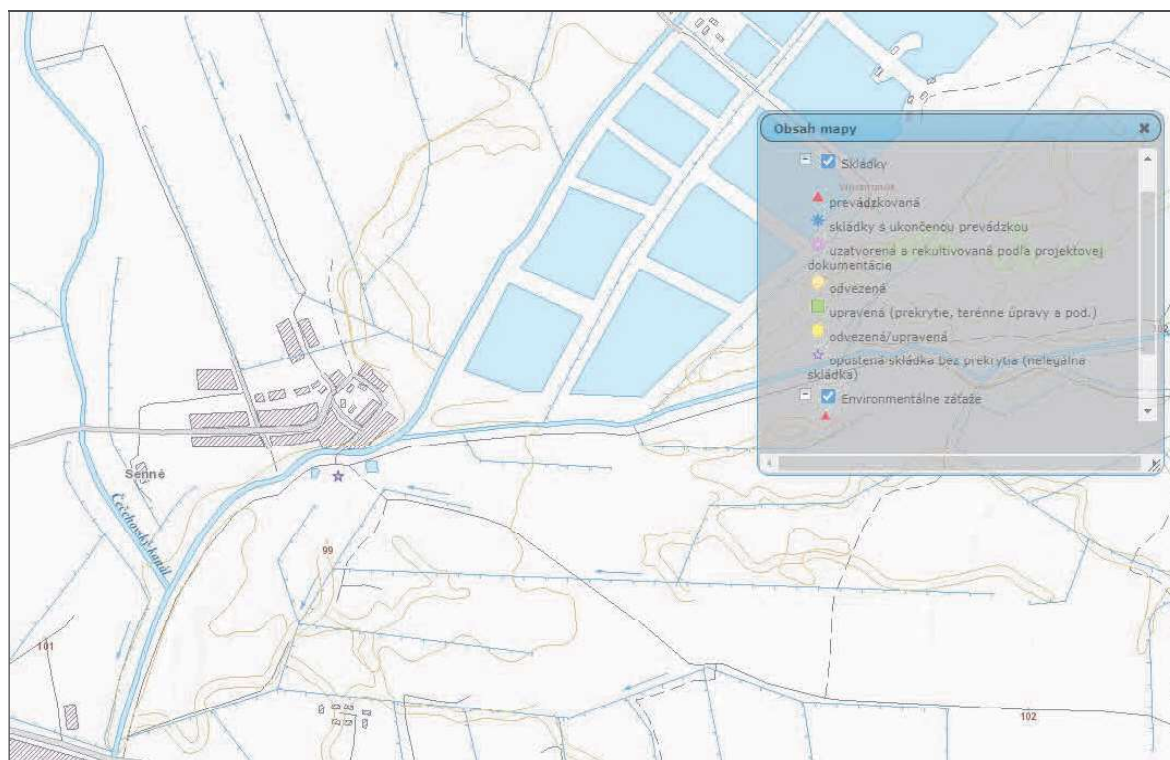 Obsah mapy
Skládky
prevádzkovaná
skládky s ukončenou prevádzkou
uzatvorená a rekultivovaná podľa projektovej
dokumentácie
odvezená
upravená (prekrytie, terénne úpravy a pod.)
odvezená/upravená
opustená skládka bez prekrytia (nelegálna
skládka)
Environmentálne záťaže
Senné
Čečehovský kanál
99
101
102